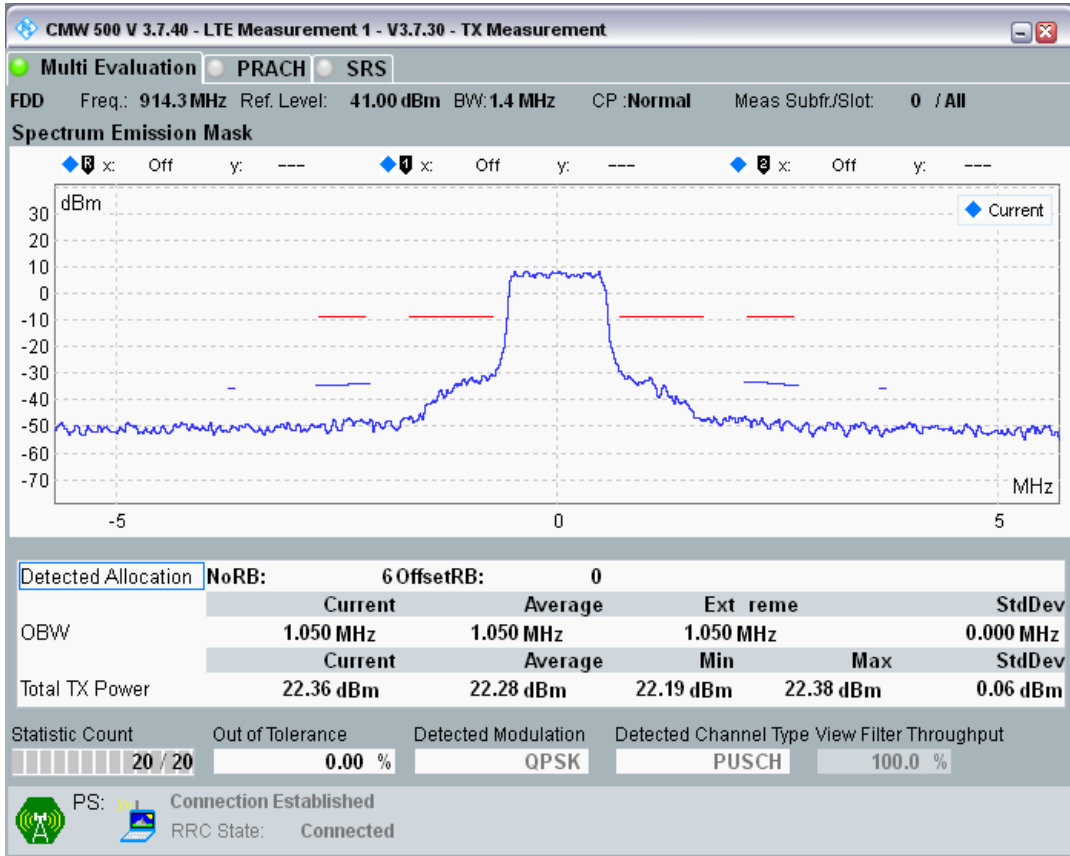 CMW 500 V 3.7.40 - LTE Measurement 1 - V3.7.30 - TX Measurement
Multi Evaluation PRACH SRS
FDD Freq.: 914.3 MHz Ref. Level: 41.00 dBm BW: 1.4 MHz CP :Normal Meas Subfr./Slot: 0 / All
Spectrum Emission Mask
R x: Off y: --- 1 x: Off y: --- 2 x: Off y: ---
dBm
Current
30
20
10
0
-10
-20
-30
-40
-50
-60
-70
MHz
-5 0 5
Detected Allocation NoRB: 6 OffsetRB: 0
Current Average Ext reme StdDev
OBW 1.050 MHz 1.050 MHz 1.050 MHz 0.000 MHz
Current Average Min Max StdDev
Total TX Power 22.36 dBm 22.28 dBm 22.19 dBm 22.38 dBm 0.06 dBm
Statistic Count Out of Tolerance Detected Modulation Detected Channel Type View Filter Throughput
20 / 20 0.00 % QPSK PUSCH 100.0 %
PS: Connection Established
RRC State: Connected